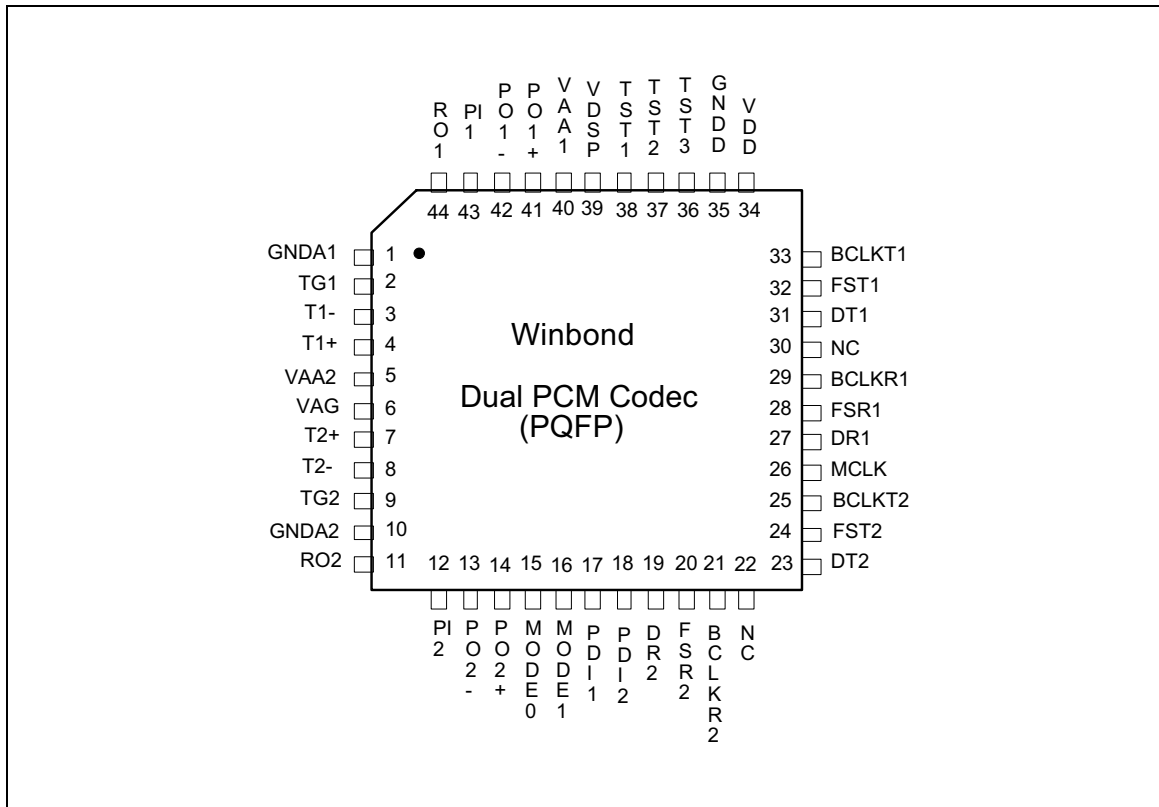 RO1
PI1
PO1-
PO1+
VAA1
VDSP
TST1
TST2
TST3
GNDD
VDD
44 43 42 41 40 39 38 37 36 35 34
GNDA1 1
TG1 2
T1- 3
T1+ 4
VAA2 5
VAG 6
T2+ 7
T2- 8
TG2 9
GNDA2 10
RO2 11
Winbond
Dual PCM Codec
(PQFP)
33 BCLKT1
32 FST1
31 DT1
30 NC
29 BCLKR1
28 FSR1
27 DR1
26 MCLK
25 BCLKT2
24 FST2
23 DT2
12 13 14 15 16 17 18 19 20 21 22
PI2
PO2-
PO2+
MODE0
MODE1
PDI1
PDI2
DR2
FSR2
BCLKR2
NC